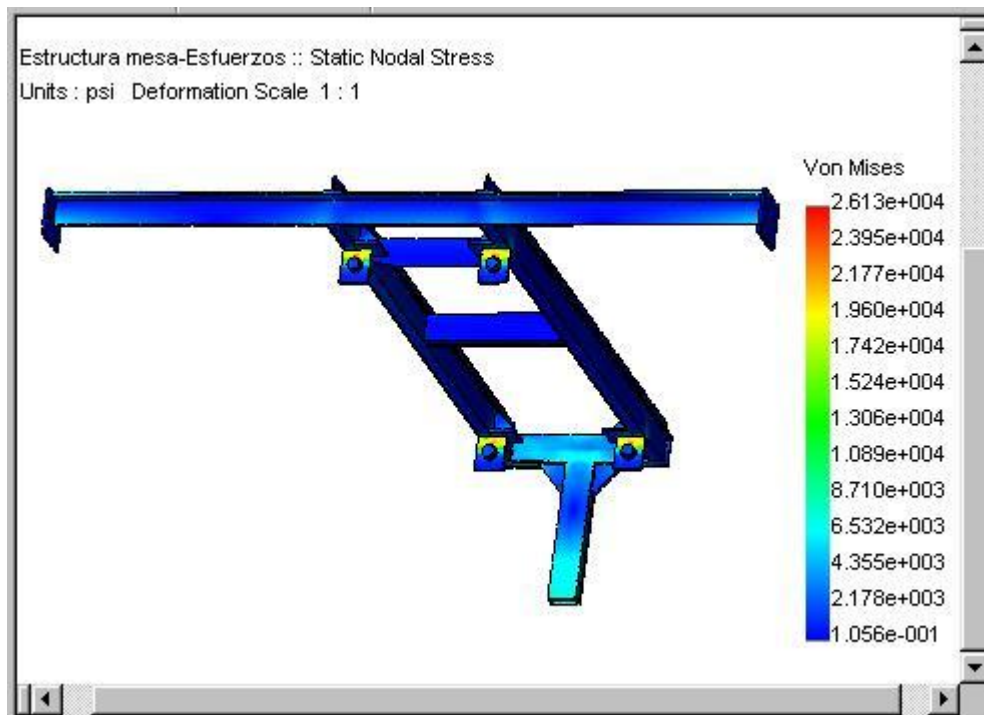 Estructura mesa-Esfuerzos :: Static Nodal Stress
Units : psi Deformation Scale 1 : 1
Von Mises
2.613e+004
2.395e+004
2.177e+004
1.960e+004
1.742e+004
1.524e+004
1.306e+004
1.089e+004
8.710e+003
6.532e+003
4.355e+003
2.178e+003
1.056e-001